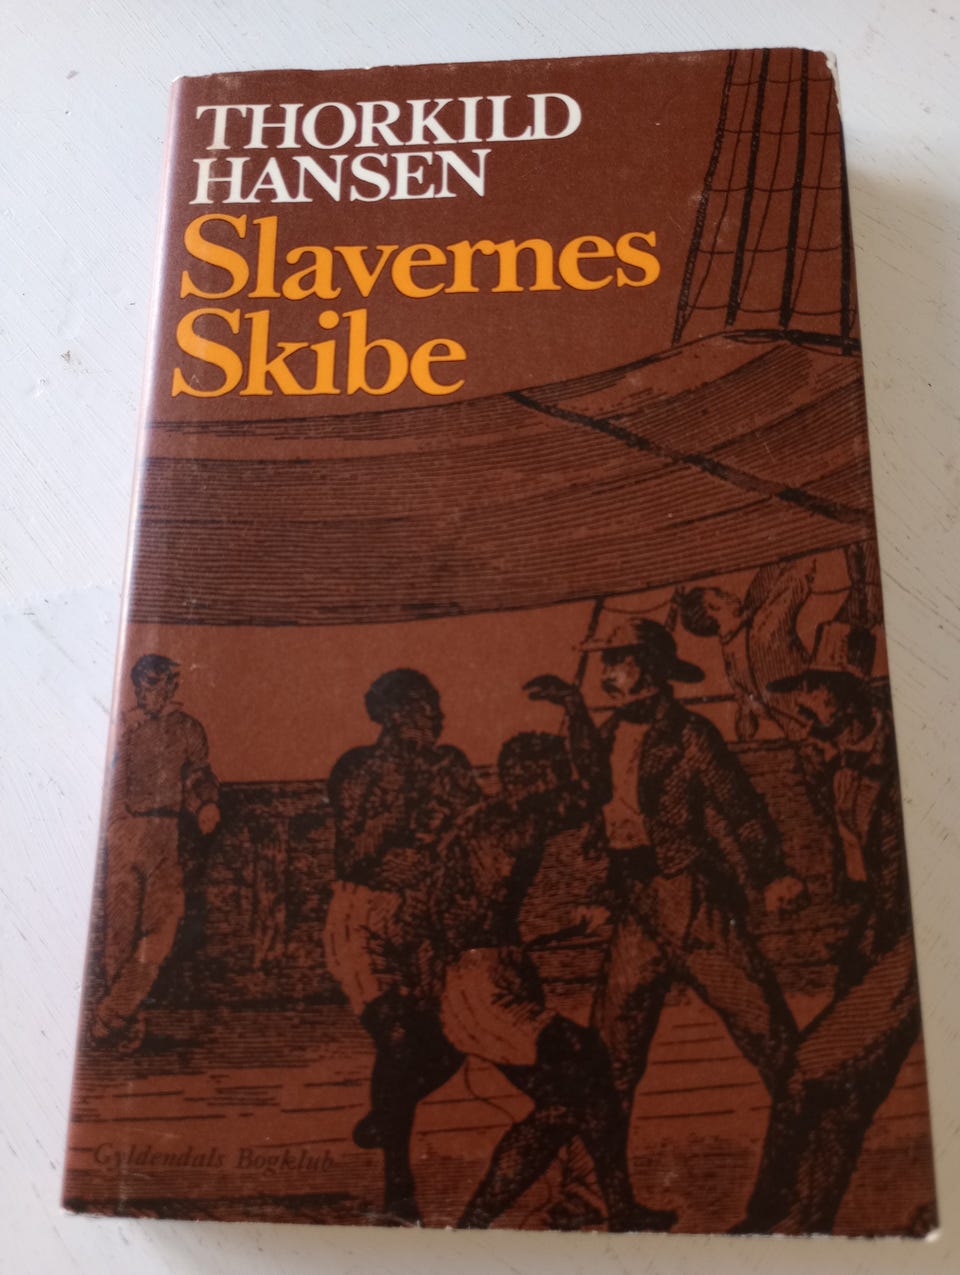 THORKILD
HANSEN
Slavernes
Skibe
Gyldendals Bogklub